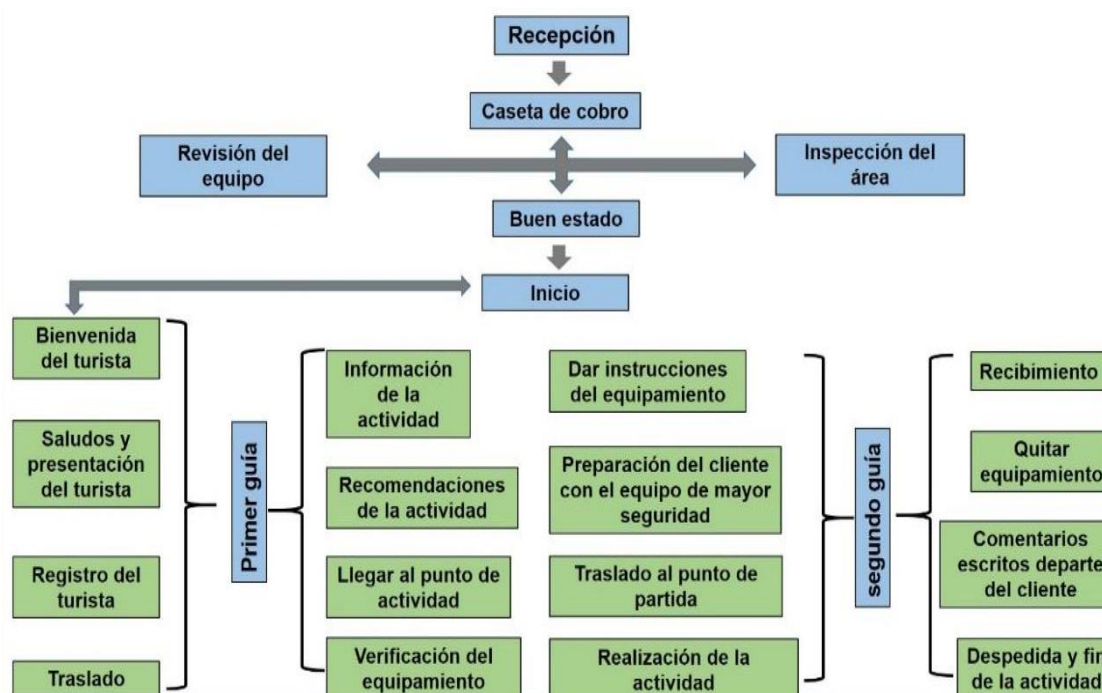 Recepción
Caseta de cobro
Revisión del
equipo
Inspección del
área
Buen estado
Inicio
Bienvenida
del turista
Saludos y
presentación
del turista
Registro del
turista
Traslado
Primer guía
Información
de la
actividad
Recomendaciones
de la actividad
Llegar al punto de
actividad
Verificación del
equipamiento
Dar instrucciones
del equipamiento
Preparación del cliente
con el equipo de mayor
seguridad
Traslado al punto de
partida
Realización de la
actividad
segundo guía
Recibimiento
Quitar
equipamiento
Comentarios
escritos departe
del cliente
Despedida y fin
de la actividad